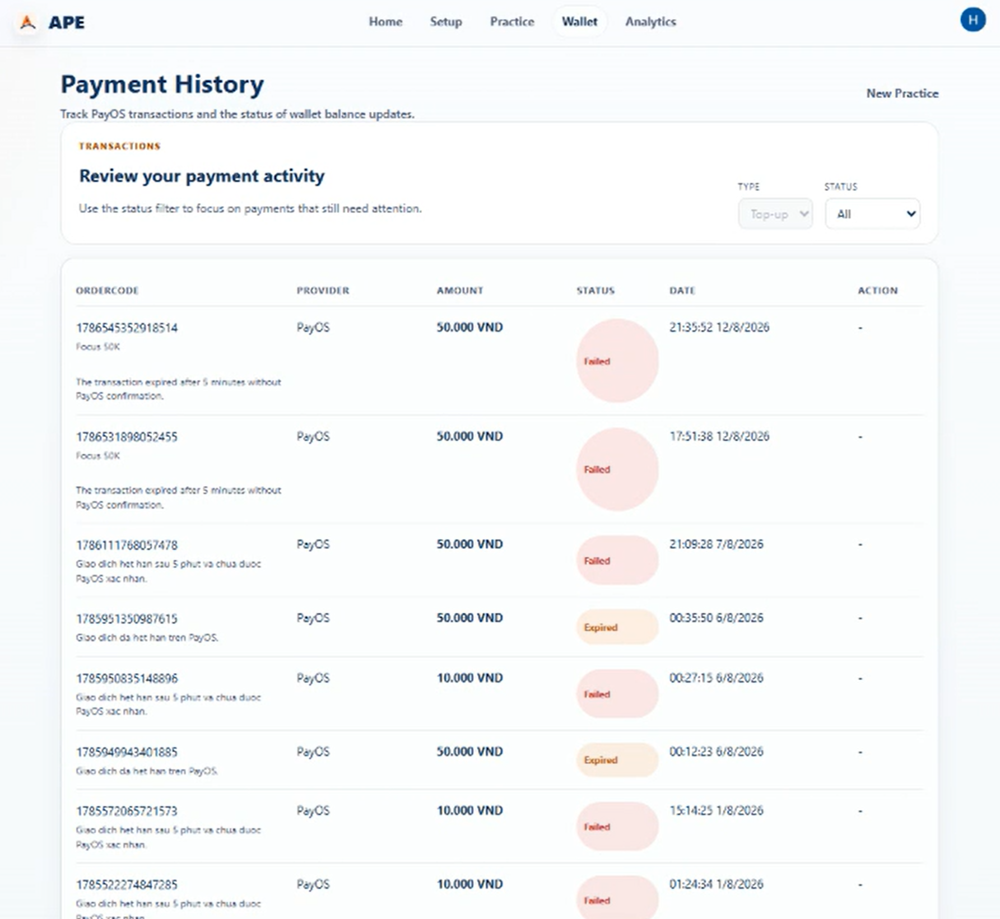 APE
Home Setup Practice Wallet Analytics
H
Payment History
New Practice
Track PayOS transactions and the status of wallet balance updates.
TRANSACTIONS
Review your payment activity
Use the status filter to focus on payments that still need attention.
TYPE STATUS
Top-up All
ORDERCODE PROVIDER AMOUNT STATUS DATE ACTION
1786545352918514 PayOS 50.000 VND Failed 21:35:52 12/8/2026 -
Focus 50K
The transaction expired after 5 minutes without
PayOS confirmation.
1786531898052455 PayOS 50.000 VND Failed 17:51:38 12/8/2026 -
Focus 50K
The transaction expired after 5 minutes without
PayOS confirmation.
1786111768057478 PayOS 50.000 VND Failed 21:09:28 7/8/2026 -
Giao dich het han sau 5 phut va chua duoc
PayOS xac nhan.
1785951350987615 PayOS 50.000 VND Expired 00:35:50 6/8/2026 -
Giao dich da het han tren PayOS.
1785950835148896 PayOS 10.000 VND Failed 00:27:15 6/8/2026 -
Giao dich het han sau 5 phut va chua duoc
PayOS xac nhan.
1785949943401885 PayOS 50.000 VND Expired 00:12:23 6/8/2026 -
Giao dich da het han tren PayOS.
1785572065721573 PayOS 10.000 VND Failed 15:14:25 1/8/2026 -
Giao dich het han sau 5 phut va chua duoc
PayOS xac nhan.
1785522274847285 PayOS 10.000 VND Failed 01:24:34 1/8/2026 -
Giao dich het han sau 5 phut va chua duoc
PayOS xac nhan